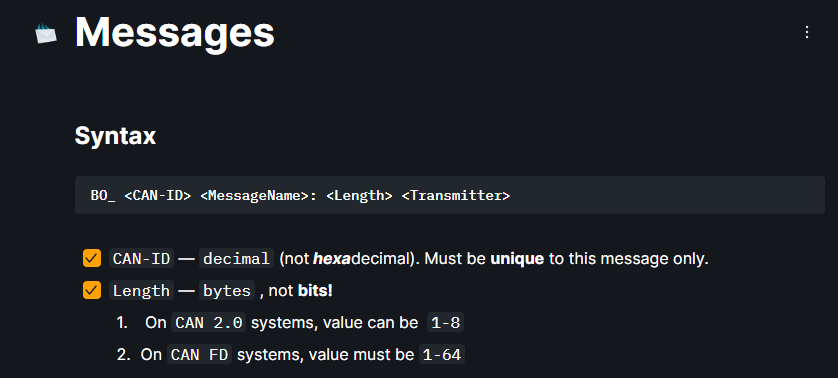 Messages
Syntax
BO_ <CAN-ID> <MessageName>: <Length> <Transmitter>
CAN-ID — decimal (not hexadecimal). Must be unique to this message only.
Length — bytes , not bits!
1. On CAN 2.0 systems, value can be 1-8
2. On CAN FD systems, value must be 1-64